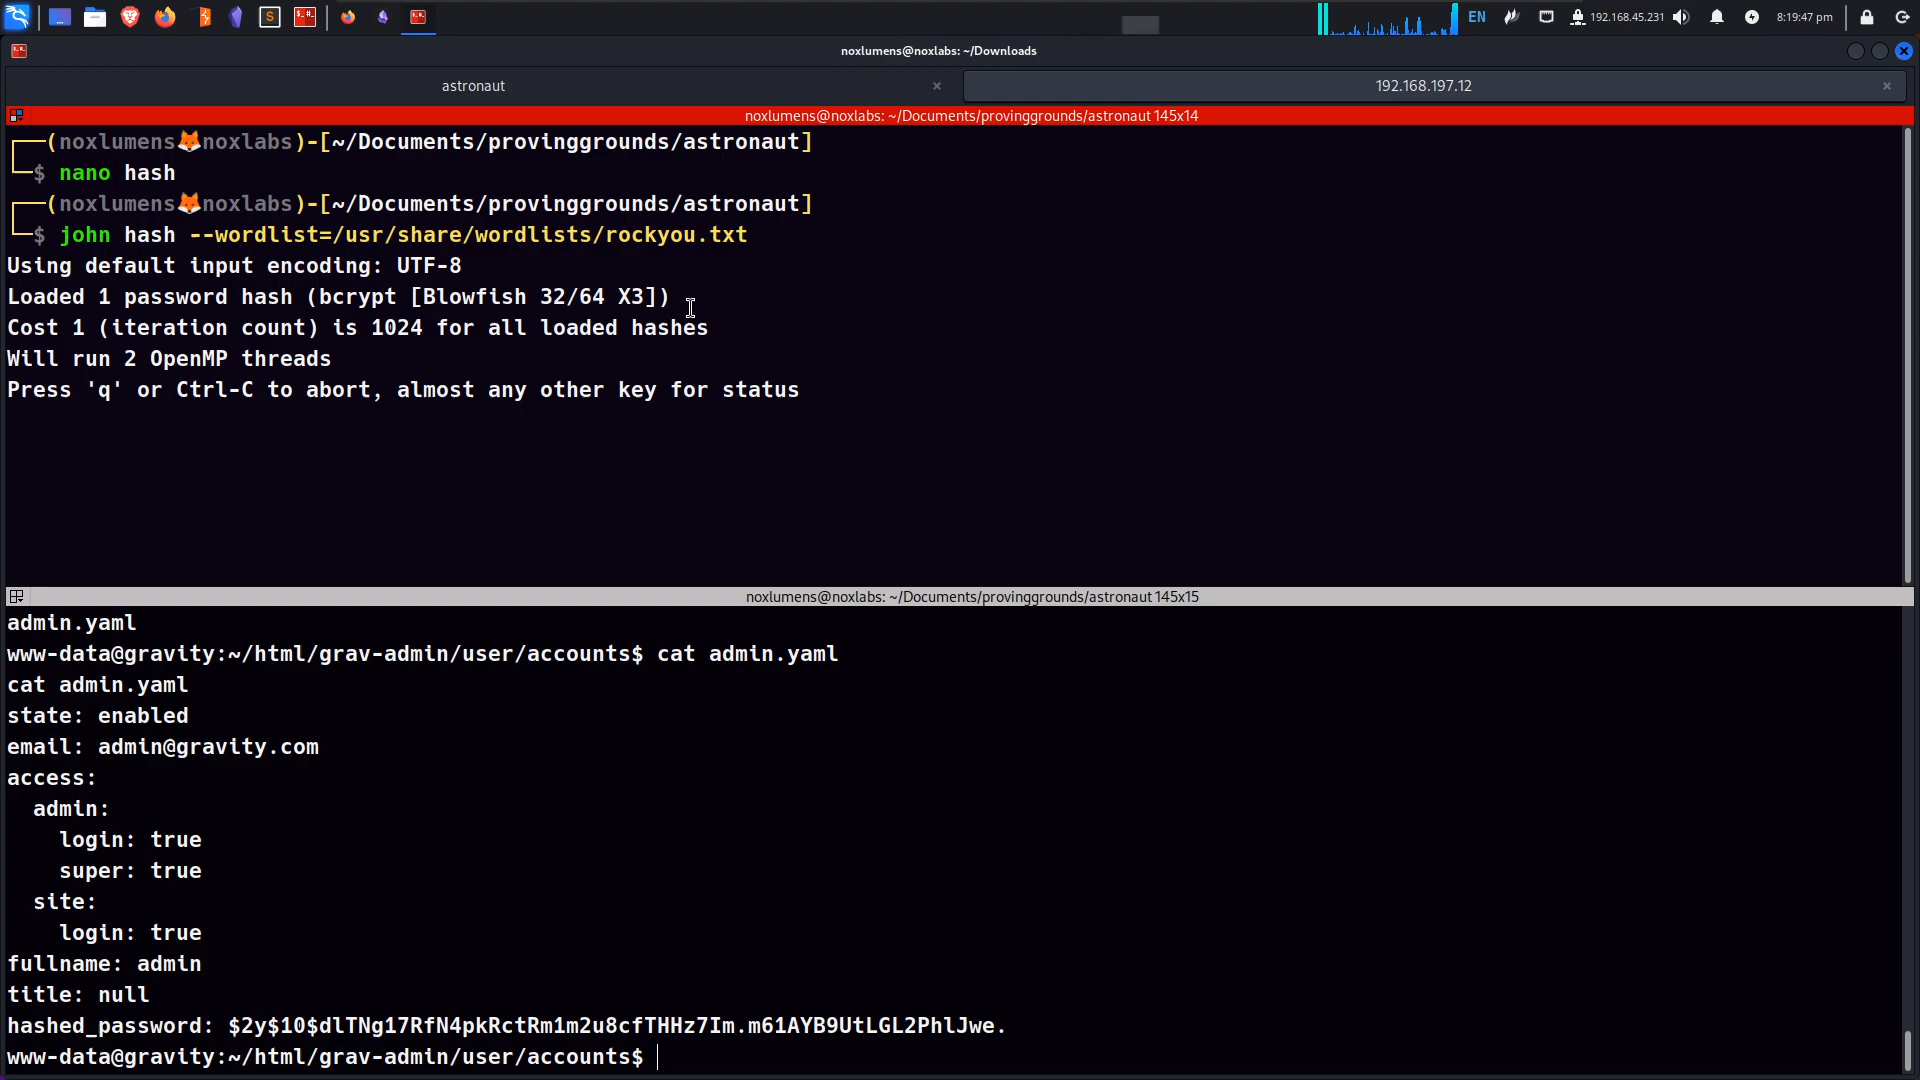 EN
192.168.45.231
8:19:47 pm
noxlumens@noxlabs: ~/Downloads
astronaut
192.168.197.12
noxlumens@noxlabs: ~/Documents/provinggrounds/astronaut 145x14
(noxlumens🦊noxlabs)-[~/Documents/provinggrounds/astronaut]
$ nano hash
(noxlumens🦊noxlabs)-[~/Documents/provinggrounds/astronaut]
$ john hash --wordlist=/usr/share/wordlists/rockyou.txt
Using default input encoding: UTF-8
Loaded 1 password hash (bcrypt [Blowfish 32/64 X3])
Cost 1 (iteration count) is 1024 for all loaded hashes
Will run 2 OpenMP threads
Press 'q' or Ctrl-C to abort, almost any other key for status
noxlumens@noxlabs: ~/Documents/provinggrounds/astronaut 145x15
admin.yaml
www-data@gravity:~/html/grav-admin/user/accounts$ cat admin.yaml
cat admin.yaml
state: enabled
email: admin@gravity.com
access:
  admin:
    login: true
    super: true
  site:
    login: true
fullname: admin
title: null
hashed_password: $2y$10$dlTNg17RfN4pkRctRm1m2u8cfTHHz7Im.m61AYB9UtLGL2PhlJwe.
www-data@gravity:~/html/grav-admin/user/accounts$